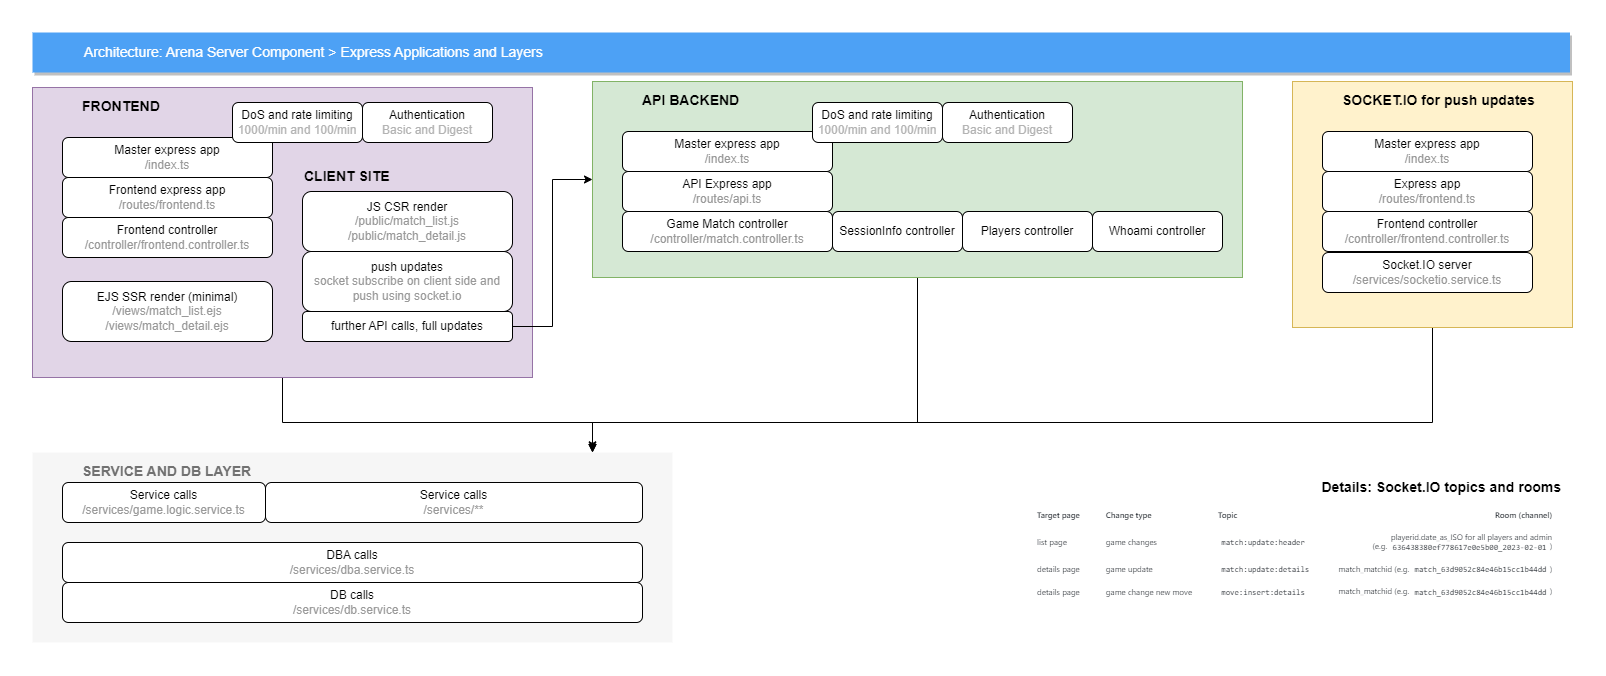 Architecture: Arena Server Component > Express Applications and Layers
FRONTEND
DoS and rate limiting
1000/min and 100/min
Authentication
Basic and Digest
Master express app
/index.ts
Frontend express app
/routes/frontend.ts
Frontend controller
/controller/frontend.controller.ts
EJS SSR render (minimal)
/views/match_list.ejs
/views/match_detail.ejs
CLIENT SITE
JS CSR render
/public/match_list.js
/public/match_detail.js
push updates
socket subscribe on client side and
push using socket.io
further API calls, full updates
API BACKEND
DoS and rate limiting
1000/min and 100/min
Authentication
Basic and Digest
Master express app
/index.ts
API Express app
/routes/api.ts
Game Match controller
/controller/match.controller.ts
SessionInfo controller
Players controller
Whoami controller
SOCKET.IO for push updates
Master express app
/index.ts
Express app
/routes/frontend.ts
Frontend controller
/controller/frontend.controller.ts
Socket.IO server
/services/socketio.service.ts
SERVICE AND DB LAYER
Service calls
/services/game.logic.service.ts
Service calls
/services/**
DBA calls
/services/dba.service.ts
DB calls
/services/db.service.ts
Details: Socket.IO topics and rooms
Target page Change type Topic Room (channel)
list page game changes match:update:header playerid.date_as_ISO for all players and admin
(e.g. 636438380ef778617e0e5b00_2023-02-01 )
details page game update match:update:details match_matchid (e.g. match_63d9052c84e46b15cc1b44dd )
details page game change new move move:insert:details match_matchid (e.g. match_63d9052c84e46b15cc1b44dd )